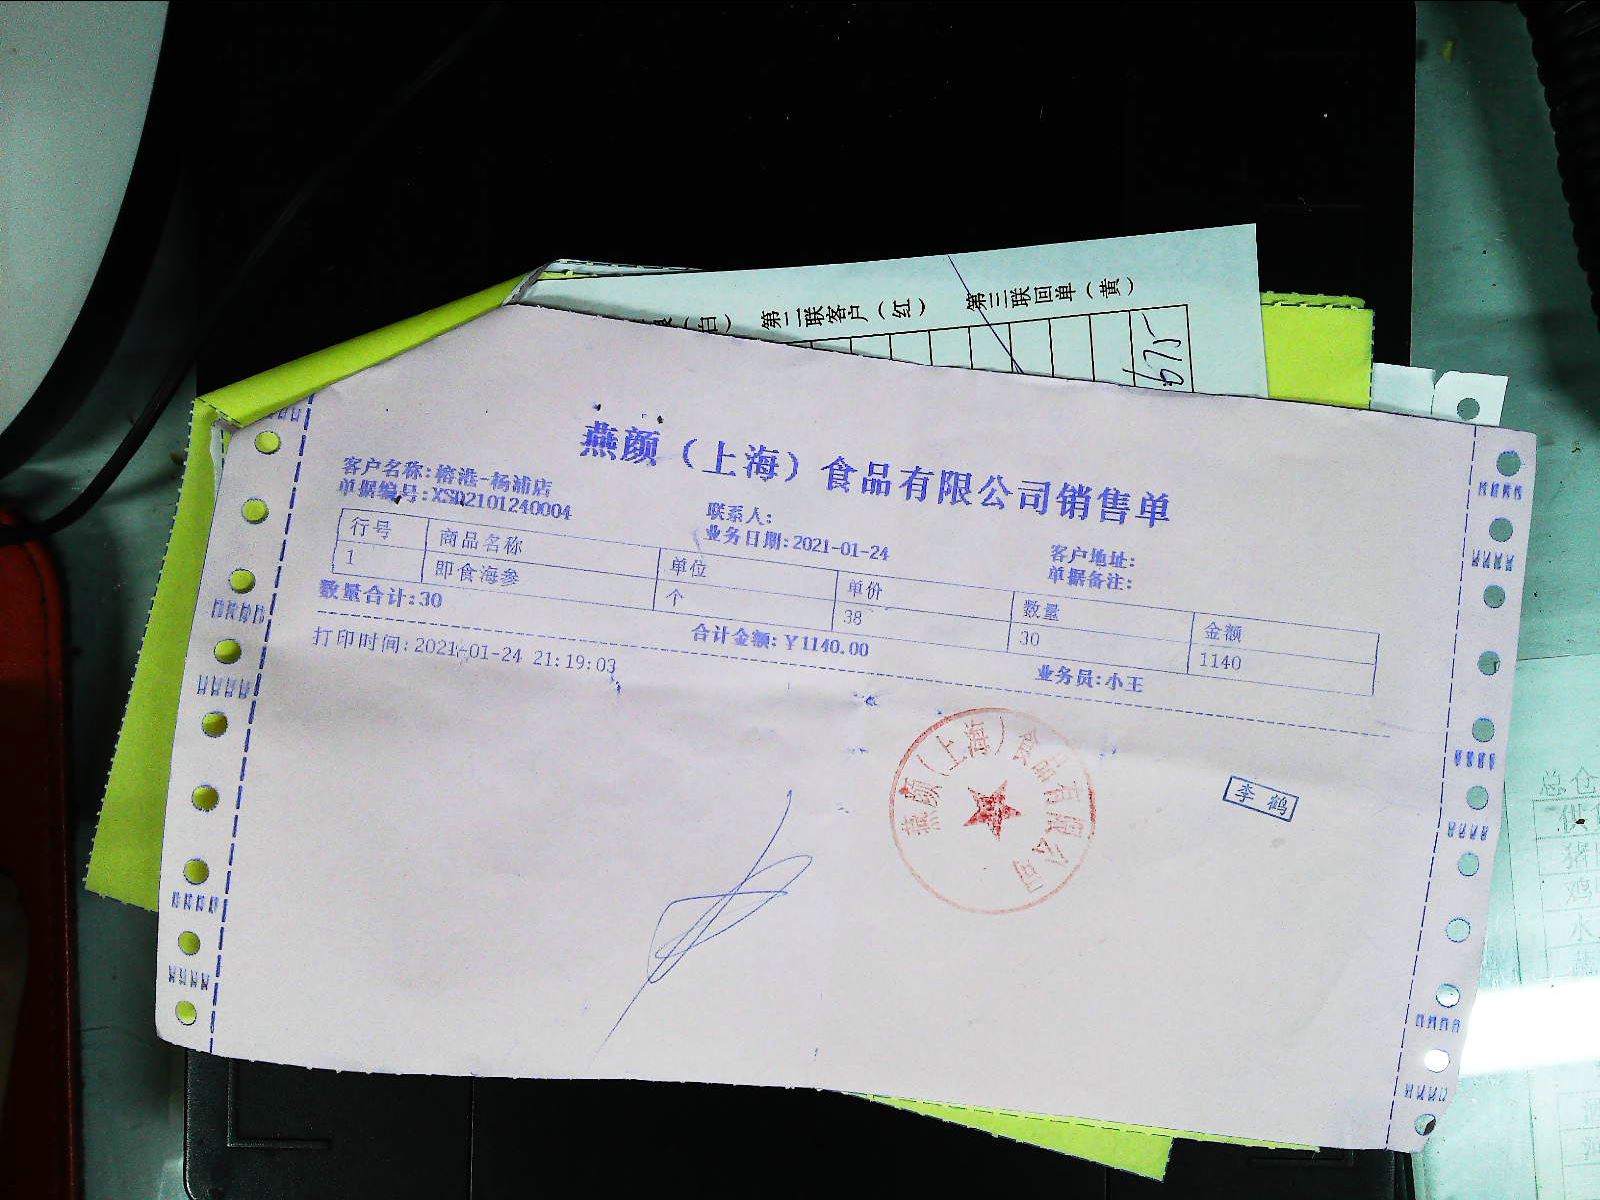 第二联客户（红）
第三联回单（黄）
675
燕颜（上海）食品有限公司销售单
客户名称:榕港-杨浦店
联系人:
客户地址:
单据编号:XSD2101240004
业务日期:2021-01-24
单据备注:
行号 商品名称 单位 单价 数量 金额
1 即食海参 个 38 30 1140
数量合计:30
合计金额:¥1140.00
业务员:小王
打印时间:2021-01-24 21:19:03
燕颜（上海）食品有限公司
李鹤
总仓
鸡
水